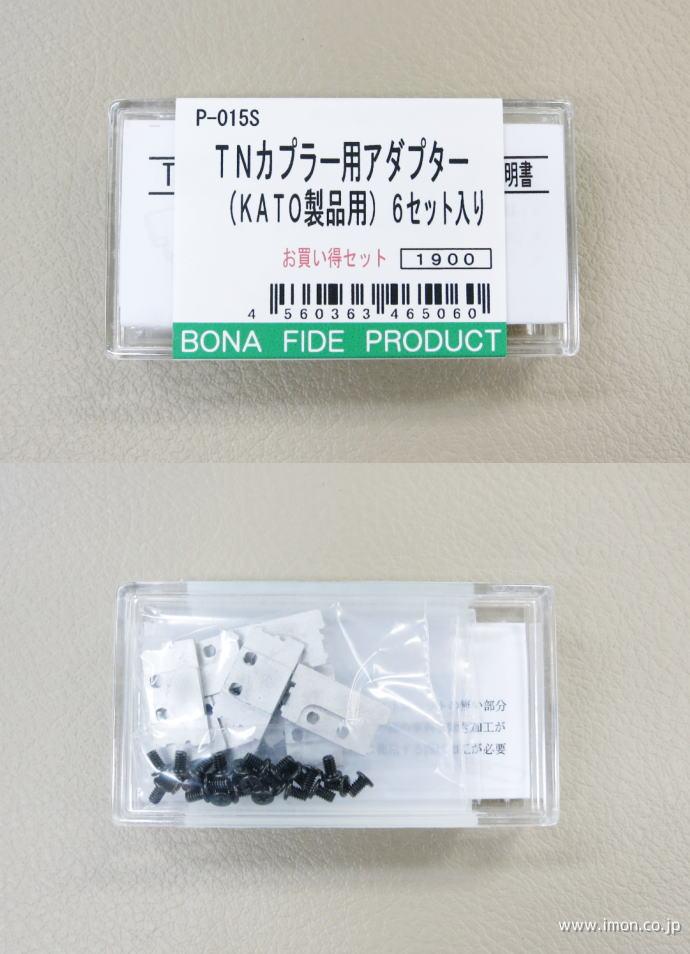 P-015S
TNカプラー用アダプター
(KATO製品用) 6セット入り
T
明書
お買い得セット 1900
4 560363 465060
BONA FIDE PRODUCT
い部分
加工が
が必要
www.imon.co.jp